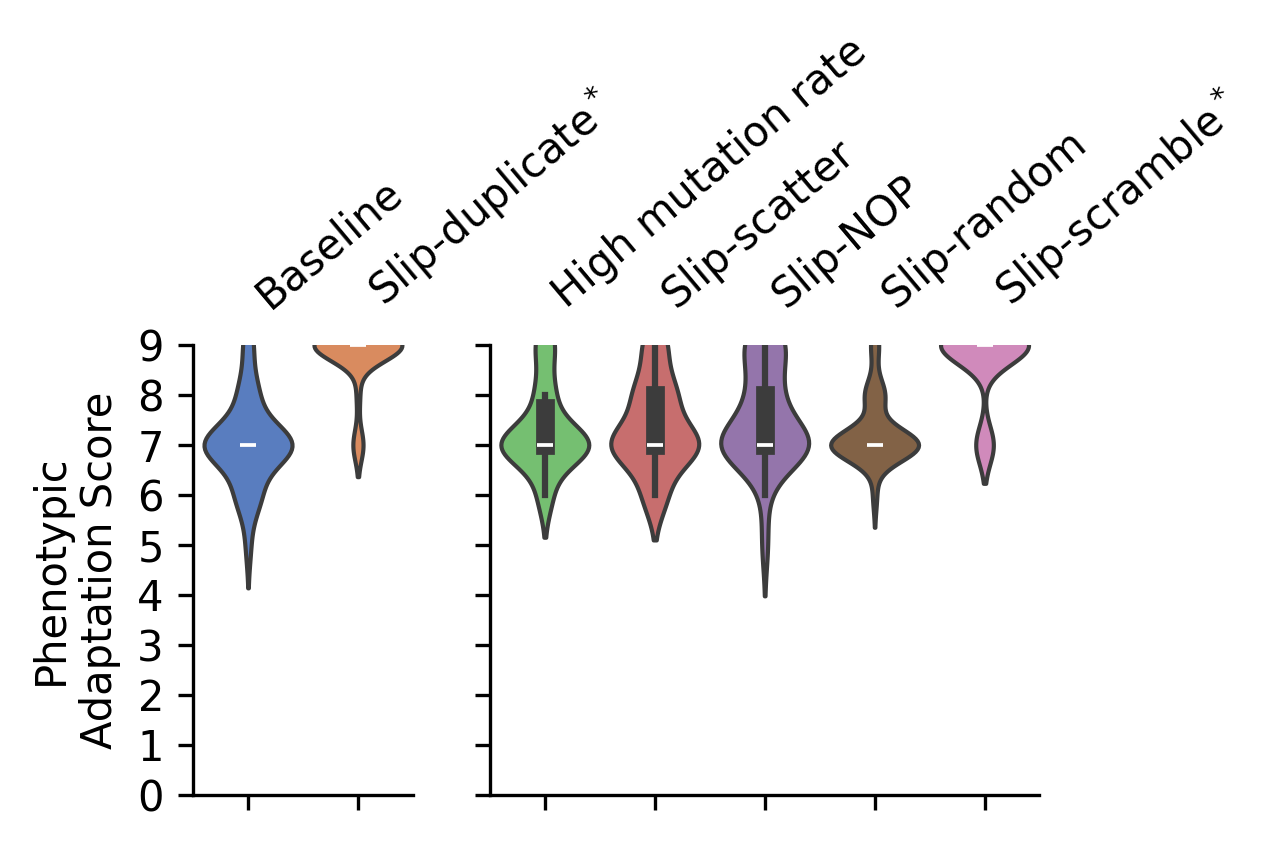 Baseline
Slip-duplicate*
High mutation rate
Slip-scatter
Slip-NOP
Slip-random
Slip-scramble*
Phenotypic
Adaptation Score
9
8
7
6
5
4
3
2
1
0